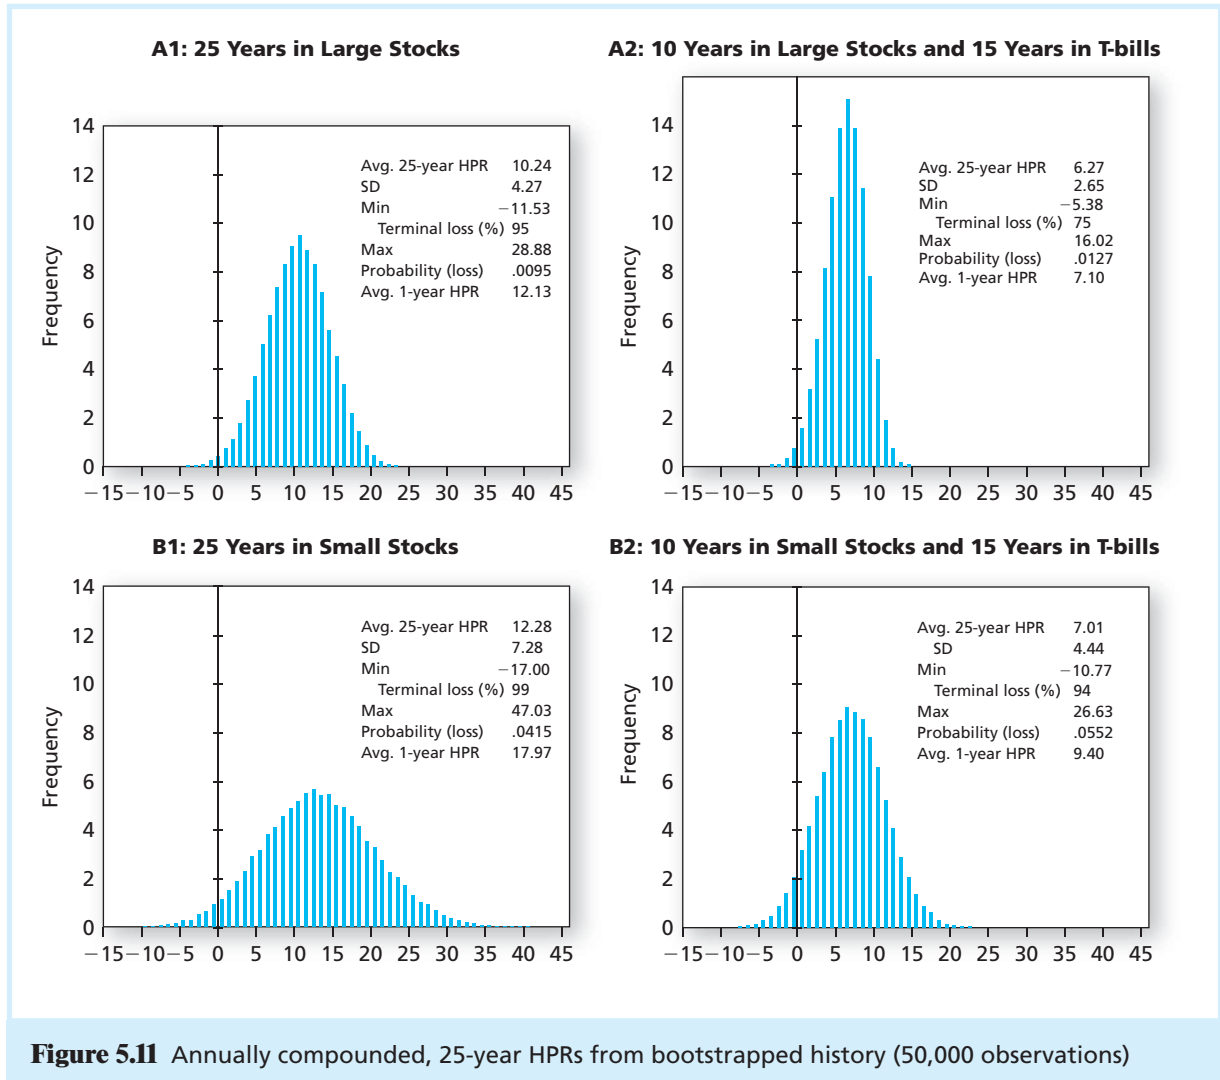 A1: 25 Years in Large Stocks
Frequency
14
12
10
8
6
4
2
0
−15 −10 −5 0 5 10 15 20 25 30 35 40 45
Avg. 25-year HPR 10.24
SD 4.27
Min −11.53
Terminal loss (%) 95
Max 28.88
Probability (loss) .0095
Avg. 1-year HPR 12.13
A2: 10 Years in Large Stocks and 15 Years in T-bills
Frequency
14
12
10
8
6
4
2
0
−15 −10 −5 0 5 10 15 20 25 30 35 40 45
Avg. 25-year HPR 6.27
SD 2.65
Min −5.38
Terminal loss (%) 75
Max 16.02
Probability (loss) .0127
Avg. 1-year HPR 7.10
B1: 25 Years in Small Stocks
Frequency
14
12
10
8
6
4
2
0
−15 −10 −5 0 5 10 15 20 25 30 35 40 45
Avg. 25-year HPR 12.28
SD 7.28
Min −17.00
Terminal loss (%) 99
Max 47.03
Probability (loss) .0415
Avg. 1-year HPR 17.97
B2: 10 Years in Small Stocks and 15 Years in T-bills
Frequency
14
12
10
8
6
4
2
0
−15 −10 −5 0 5 10 15 20 25 30 35 40 45
Avg. 25-year HPR 7.01
SD 4.44
Min −10.77
Terminal loss (%) 94
Max 26.63
Probability (loss) .0552
Avg. 1-year HPR 9.40
Figure 5.11 Annually compounded, 25-year HPRs from bootstrapped history (50,000 observations)